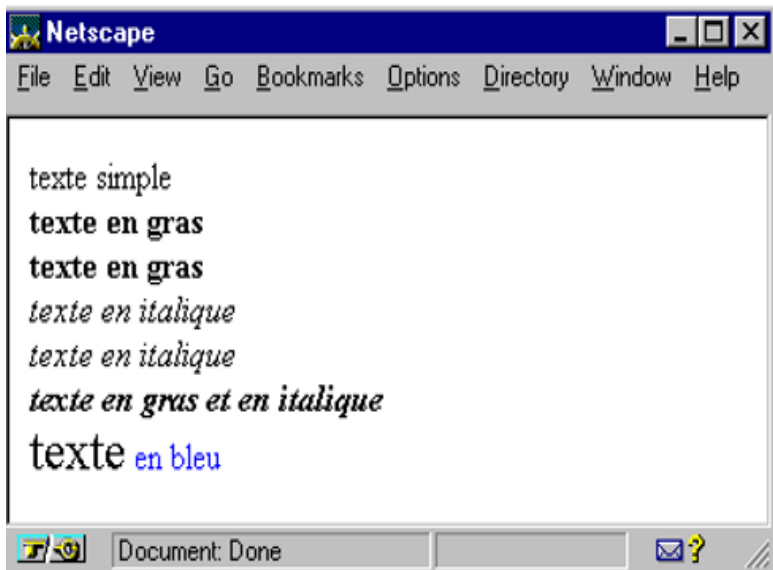 Netscape
File Edit View Go Bookmarks Options Directory Window Help
texte simple
texte en gras
texte en gras
texte en italique
texte en italique
texte en gras et en italique
texte en bleu
Document: Done